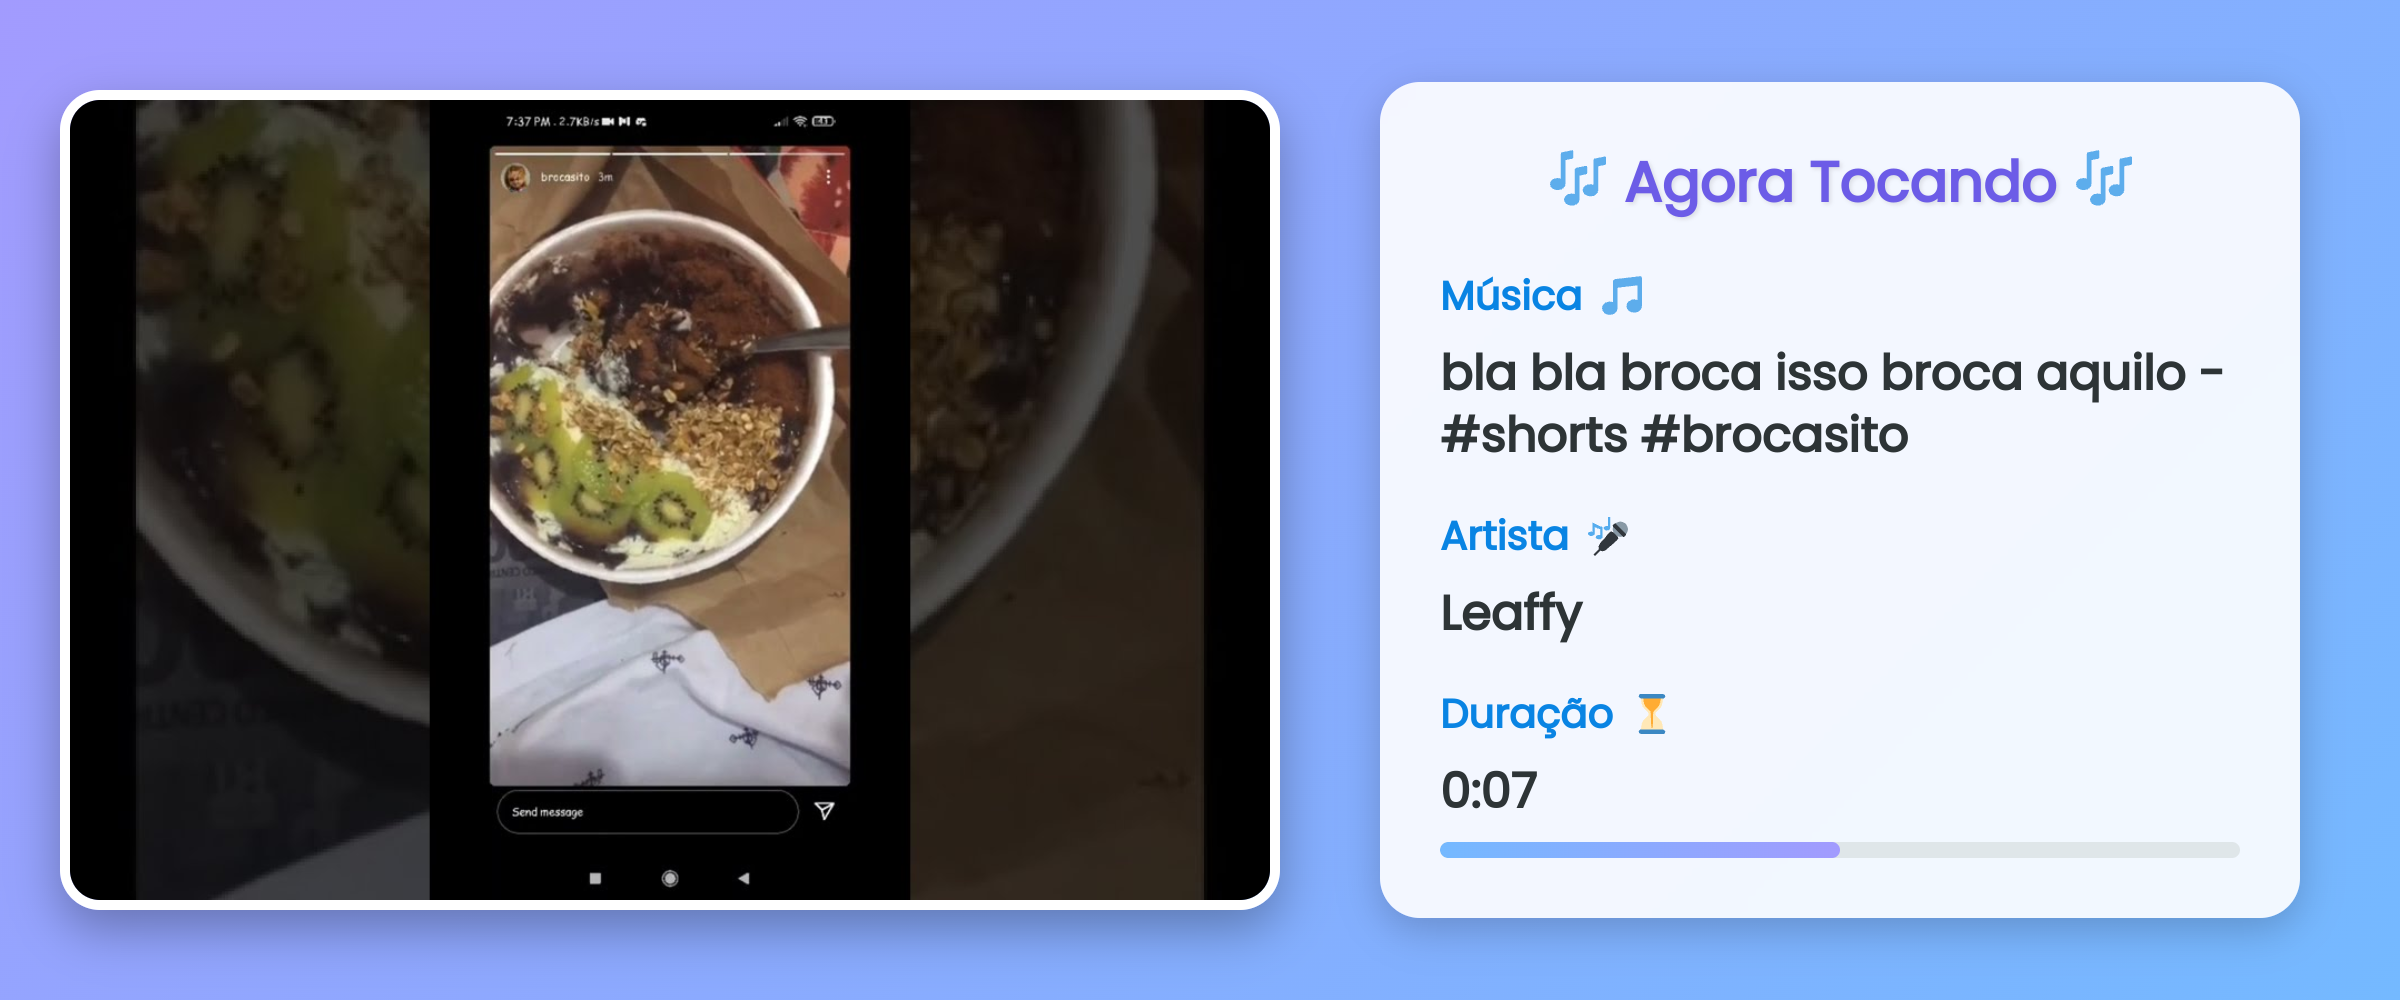 7:37 PM . 2.7KB/s
brocasito 3m
Send message
🎶 Agora Tocando 🎶
Música 🎵
bla bla broca isso broca aquilo -
#shorts #brocasito
Artista 🎤
Leaffy
Duração ⏳
0:07